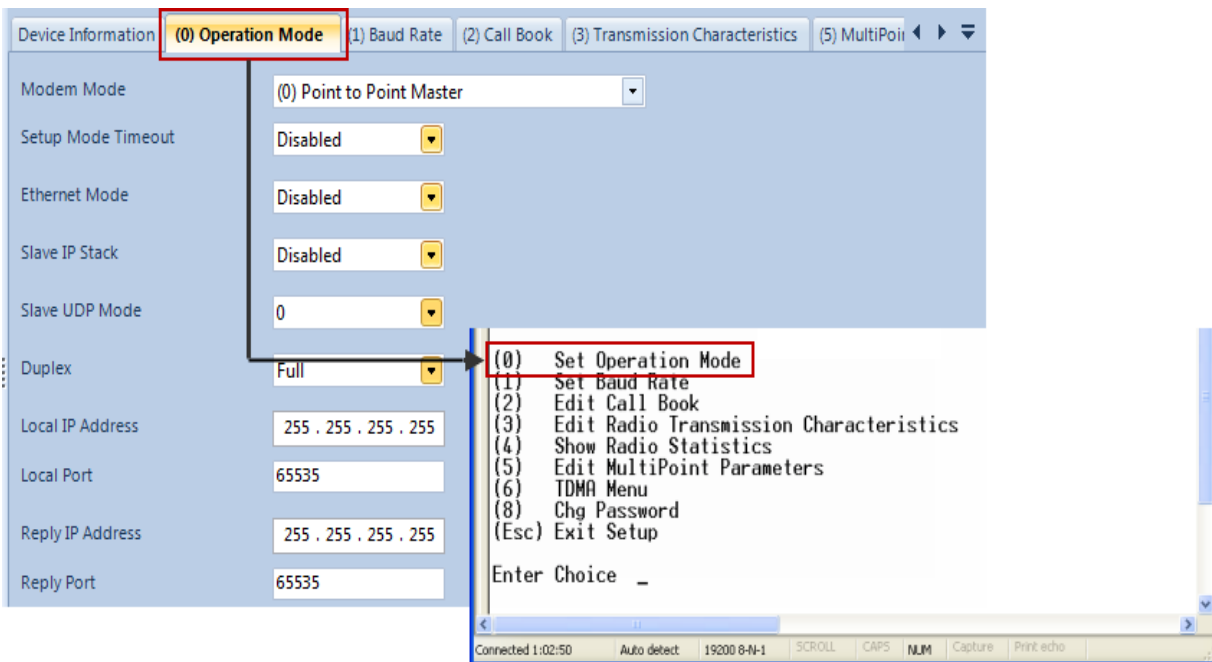 Device Information (0) Operation Mode (1) Baud Rate (2) Call Book (3) Transmission Characteristics (5) MultiPoi
Modem Mode (0) Point to Point Master
Setup Mode Timeout Disabled
Ethernet Mode Disabled
Slave IP Stack Disabled
Slave UDP Mode 0
Duplex Full
Local IP Address 255 . 255 . 255 . 255
Local Port 65535
Reply IP Address 255 . 255 . 255 . 255
Reply Port 65535
(0) Set Operation Mode
(1) Set Baud Rate
(2) Edit Call Book
(3) Edit Radio Transmission Characteristics
(4) Show Radio Statistics
(5) Edit MultiPoint Parameters
(6) TDMA Menu
(8) Chg Password
(Esc) Exit Setup
Enter Choice _
Connected 1:02:50 Auto detect 19200 8-N-1 SCROLL CAPS NUM Capture Print echo